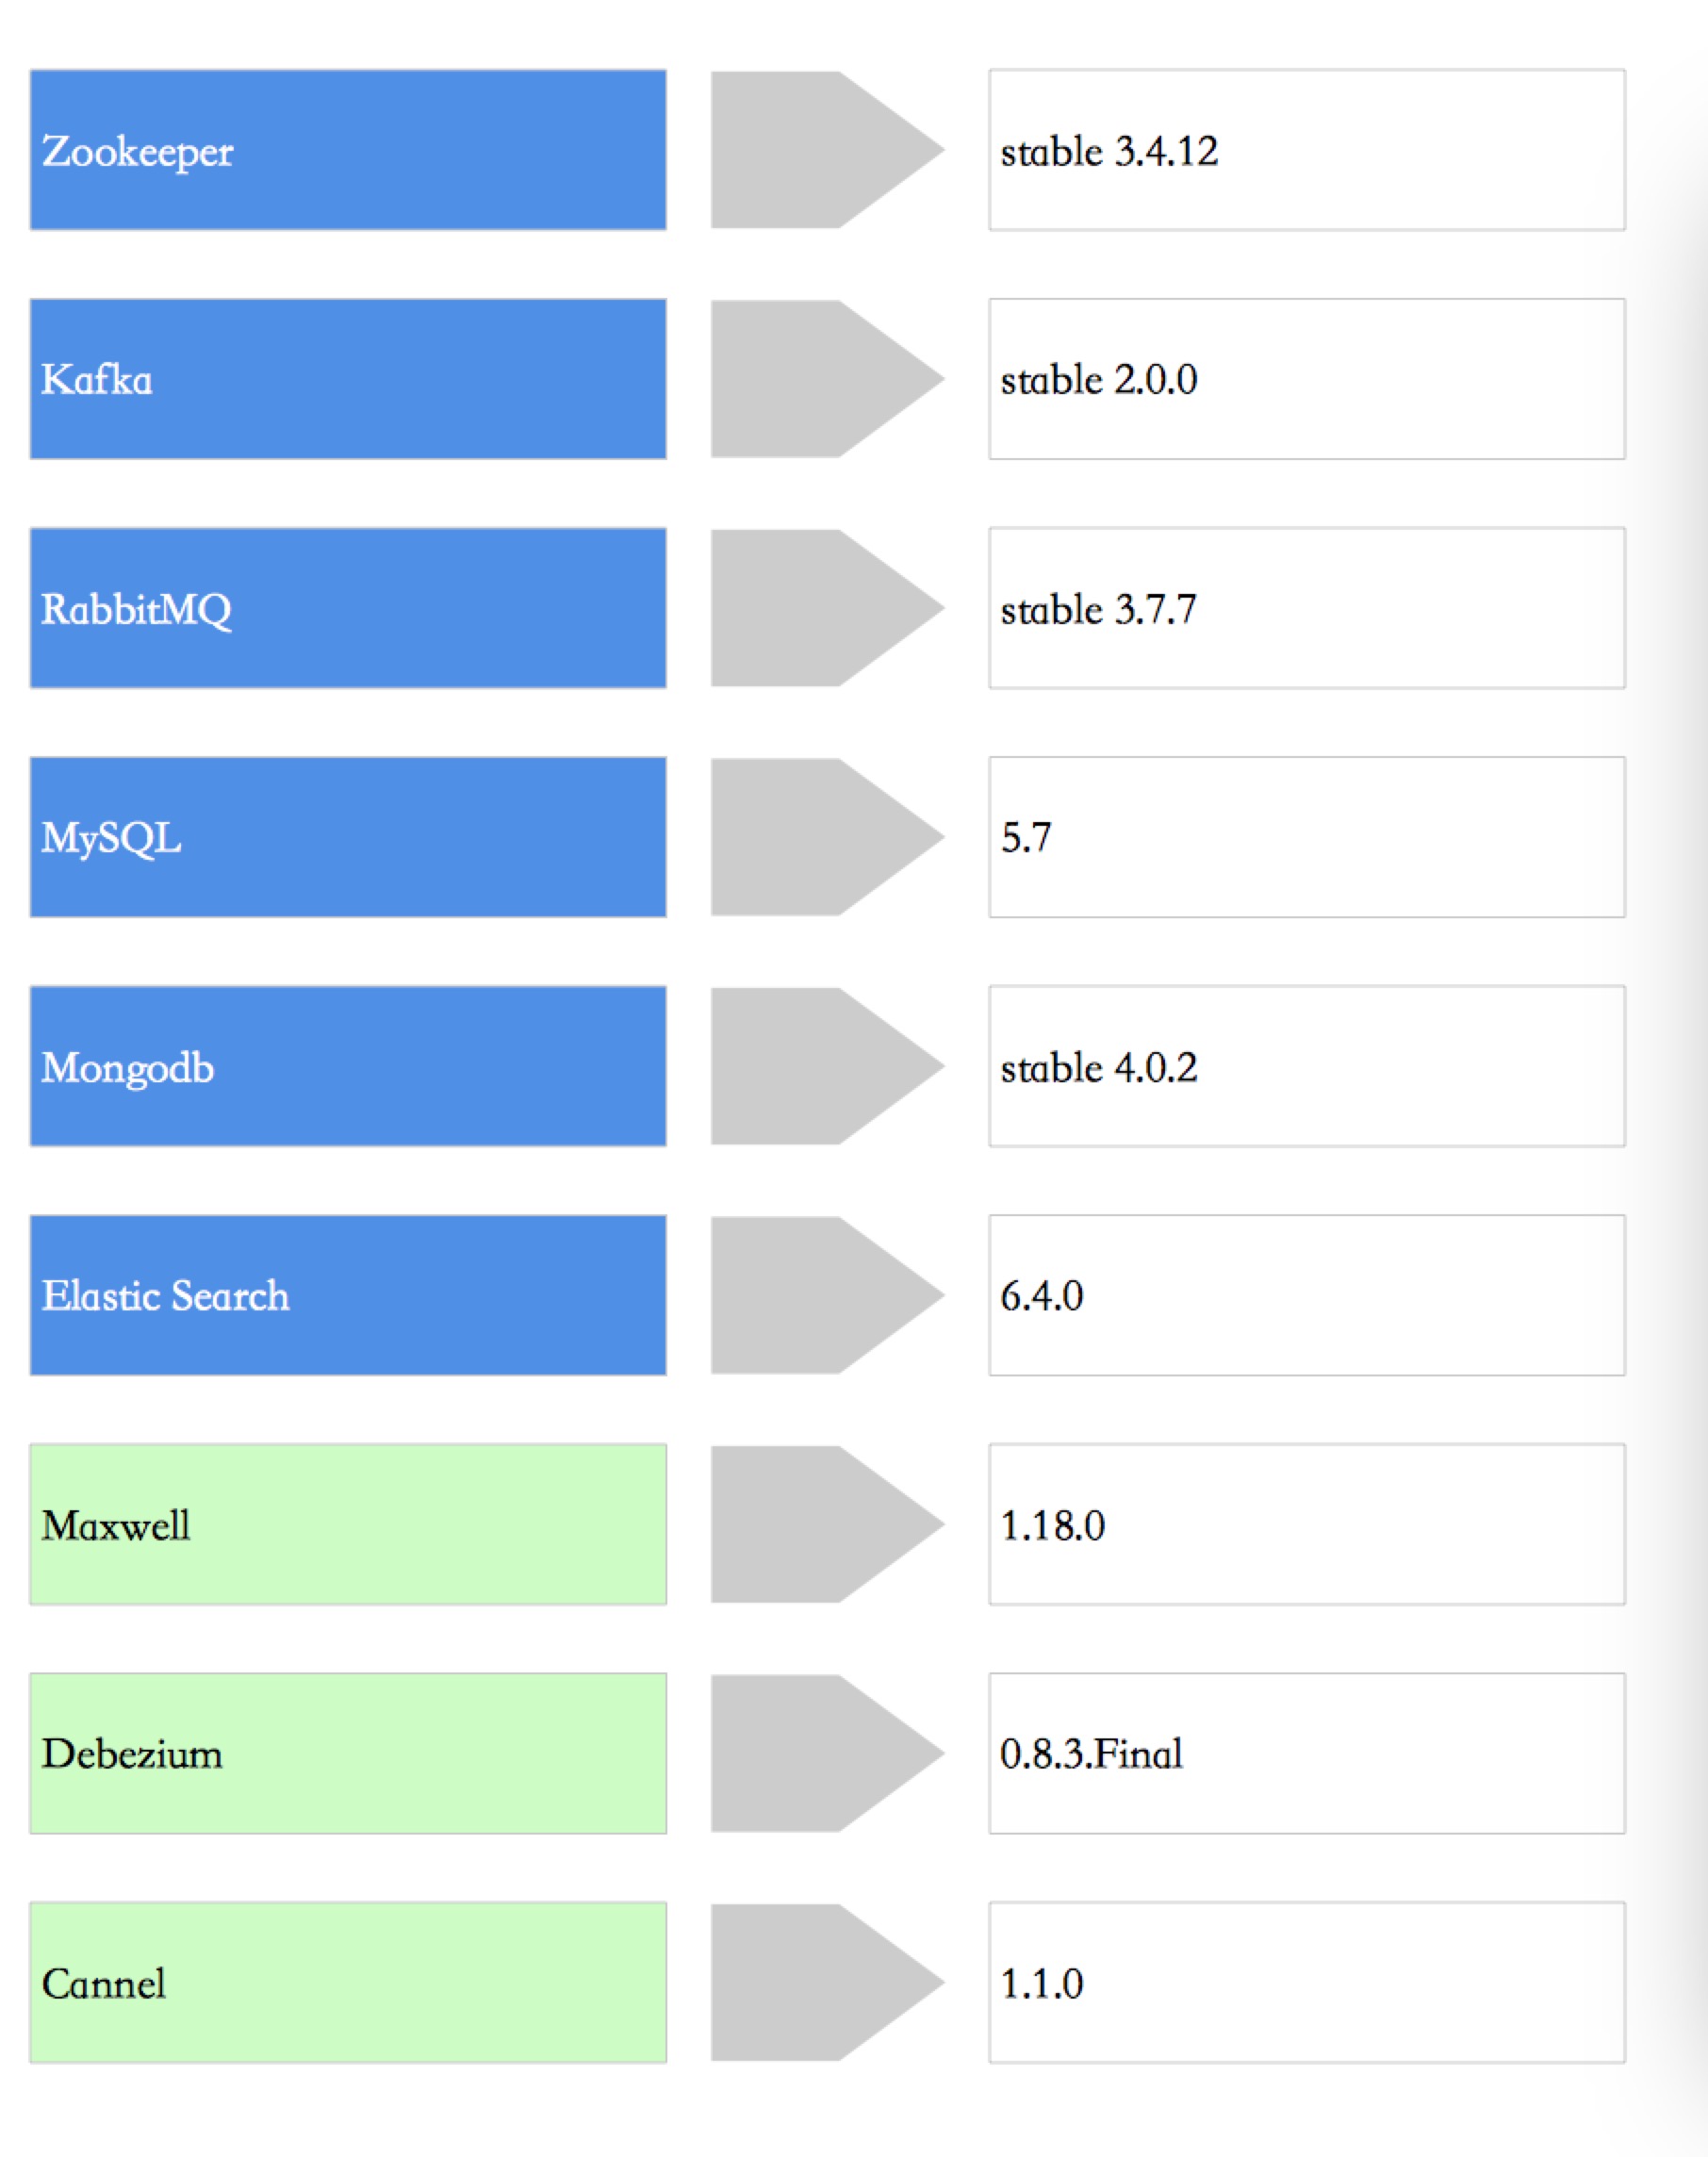 Zookeeper
stable 3.4.12
Kafka
stable 2.0.0
RabbitMQ
stable 3.7.7
MySQL
5.7
Mongodb
stable 4.0.2
Elastic Search
6.4.0
Maxwell
1.18.0
Debezium
0.8.3.Final
Cannel
1.1.0